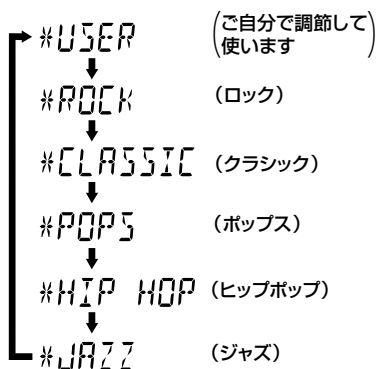 *USER (ご自分で調節して
使います)
*ROCK (ロック)
*CLASSIC (クラシック)
*POPS (ポップス)
*HIP HOP (ヒップポップ)
*JAZZ (ジャズ)